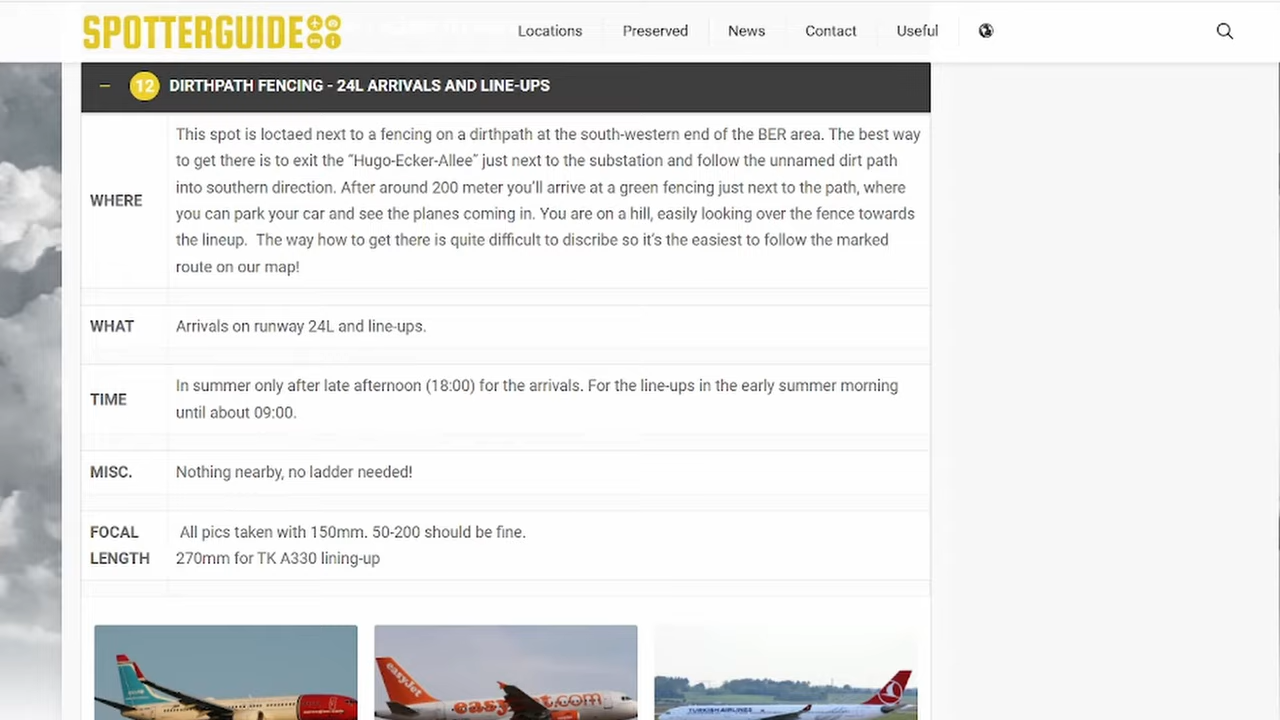 SPOTTERGUIDE
Locations
Preserved
News
Contact
Useful
12 DIRTHPATH FENCING - 24L ARRIVALS AND LINE-UPS
WHERE
This spot is loctaed next to a fencing on a dirthpath at the south-western end of the BER area. The best way
to get there is to exit the “Hugo-Ecker-Allee” just next to the substation and follow the unnamed dirt path
into southern direction. After around 200 meter you’ll arrive at a green fencing just next to the path, where
you can park your car and see the planes coming in. You are on a hill, easily looking over the fence towards
the lineup.  The way how to get there is quite difficult to discribe so it’s the easiest to follow the marked
route on our map!
WHAT
Arrivals on runway 24L and line-ups.
TIME
In summer only after late afternoon (18:00) for the arrivals. For the line-ups in the early summer morning
until about 09:00.
MISC.
Nothing nearby, no ladder needed!
FOCAL
LENGTH
All pics taken with 150mm. 50-200 should be fine.
270mm for TK A330 lining-up
easyJet
easyJet.com
TURKISH AIRLINES